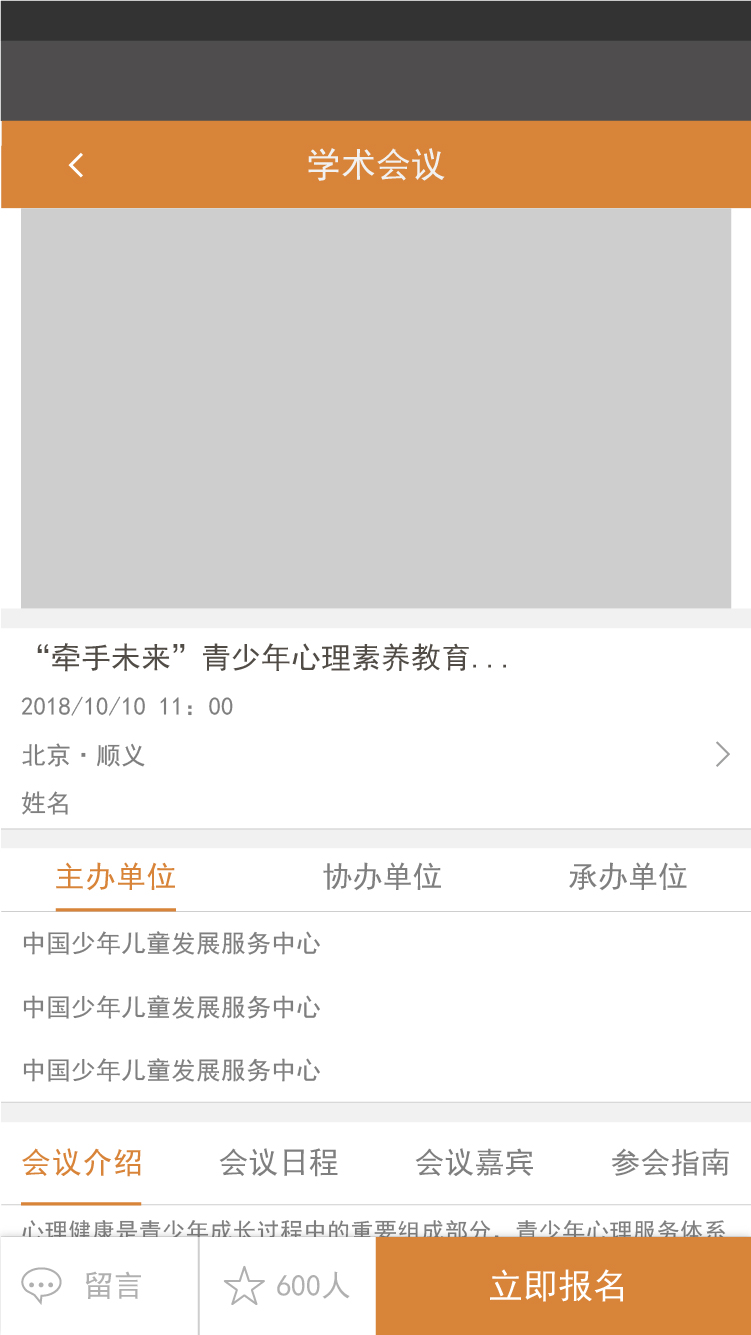 学术会议
“牵手未来”青少年心理素养教育...
2018/10/10 11：00
北京·顺义
姓名
主办单位 协办单位 承办单位
中国少年儿童发展服务中心
中国少年儿童发展服务中心
中国少年儿童发展服务中心
会议介绍 会议日程 会议嘉宾 参会指南
心理健康是青少年成长过程中的重要组成部分，青少年心理服务体系
留言 600人 立即报名